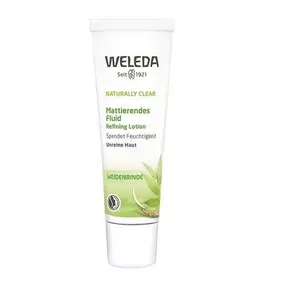 WELEDA
Seit 1921
NATURALLY CLEAR
Mattierendes
Fluid
Refining Lotion
Spendet Feuchtigkeit
Unreine Haut
WEIDENRINDE